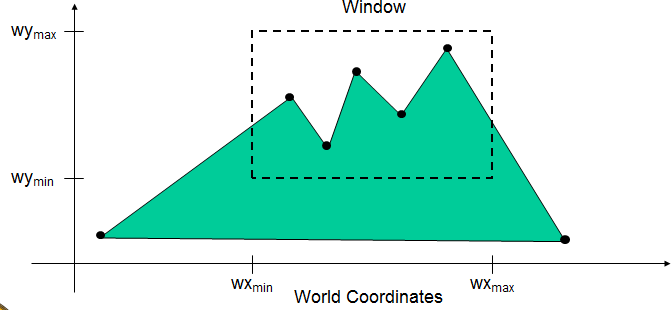 Window
wymax
wymin
wxmin
wxmax
World Coordinates